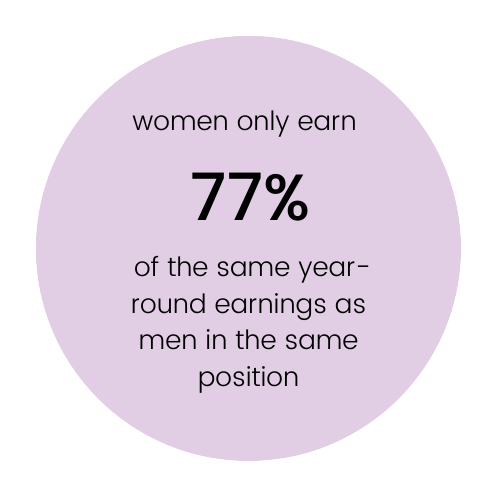 women only earn
77%
of the same year-
round earnings as
men in the same
position